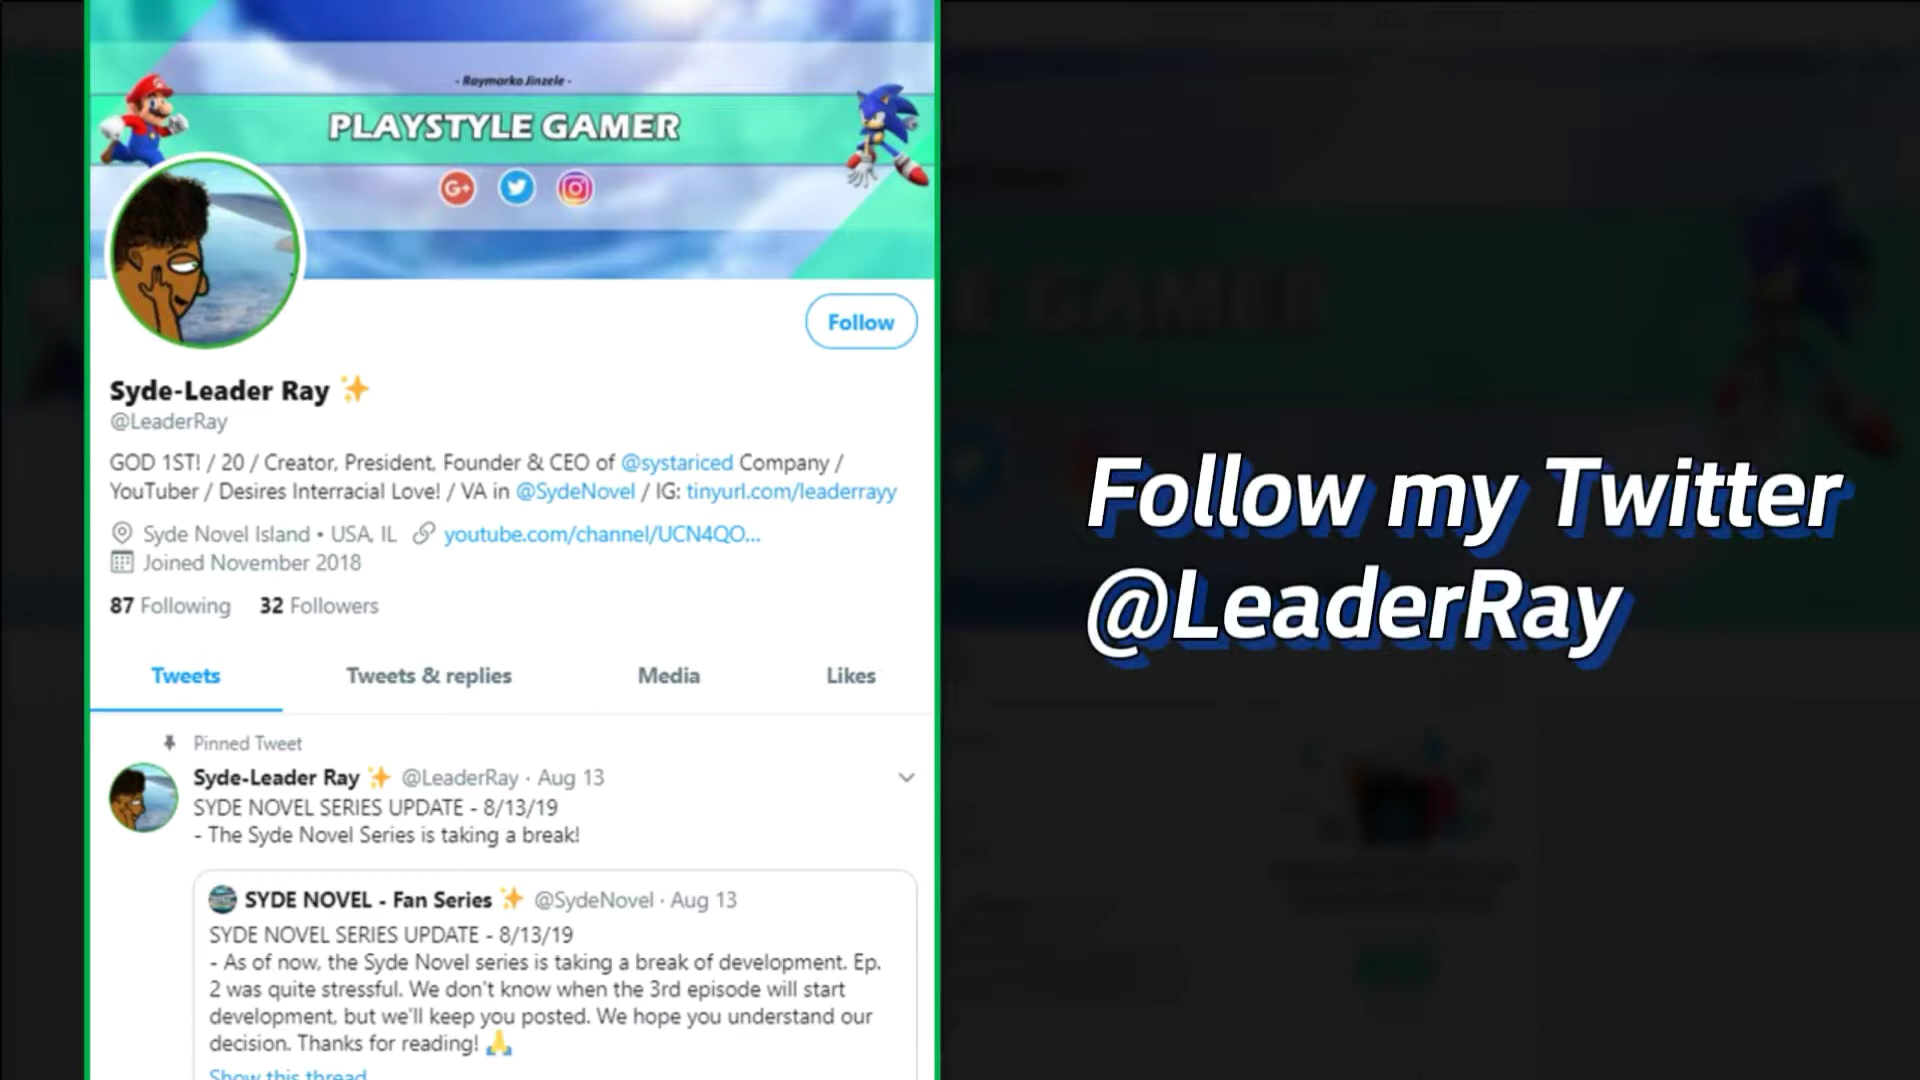 - Raymarko Jinzele -
PLAYSTYLE GAMER
G+
Follow
Syde-Leader Ray ✨
@LeaderRay
GOD 1ST! / 20 / Creator, President, Founder & CEO of @systariced Company /
YouTuber / Desires Interracial Love! / VA in @SydeNovel / IG: tinyurl.com/leaderrayy
Syde Novel Island • USA, IL youtube.com/channel/UCN4QO...
Joined November 2018
87 Following 32 Followers
Tweets Tweets & replies Media Likes
Pinned Tweet
Syde-Leader Ray ✨ @LeaderRay · Aug 13
SYDE NOVEL SERIES UPDATE - 8/13/19
- The Syde Novel Series is taking a break!
SYDE NOVEL - Fan Series ✨ @SydeNovel · Aug 13
SYDE NOVEL SERIES UPDATE - 8/13/19
- As of now, the Syde Novel series is taking a break of development. Ep.
2 was quite stressful. We don't know when the 3rd episode will start
development, but we'll keep you posted. We hope you understand our
decision. Thanks for reading! 🙏
Show this thread
E GAMER
Follow my Twitter
@LeaderRay